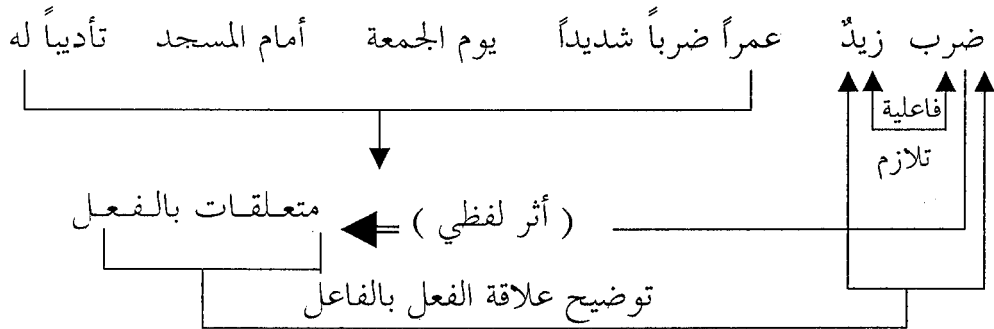 ضرب زيدٌ عمراً ضرباً شديداً يوم الجمعة أمام المسجد تأديباً له
فاعلية
تلازم
( أثر لفظي ) متعلقات بالفعل
توضيح علاقة الفعل بالفاعل